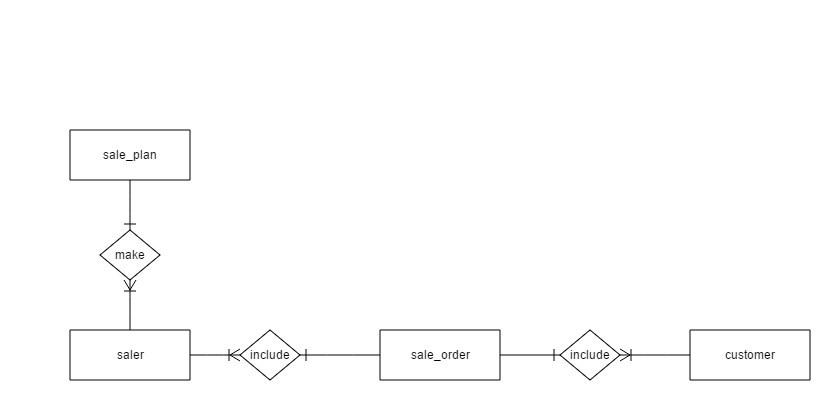 sale_plan
make
saler
include
sale_order
include
customer